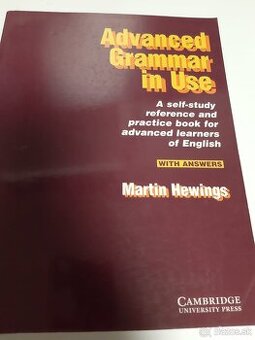 Advanced
Grammar
in Use
A self-study
reference and
practice book for
advanced learners
of English
WITH ANSWERS
Martin Hewings
CAMBRIDGE
UNIVERSITY PRESS